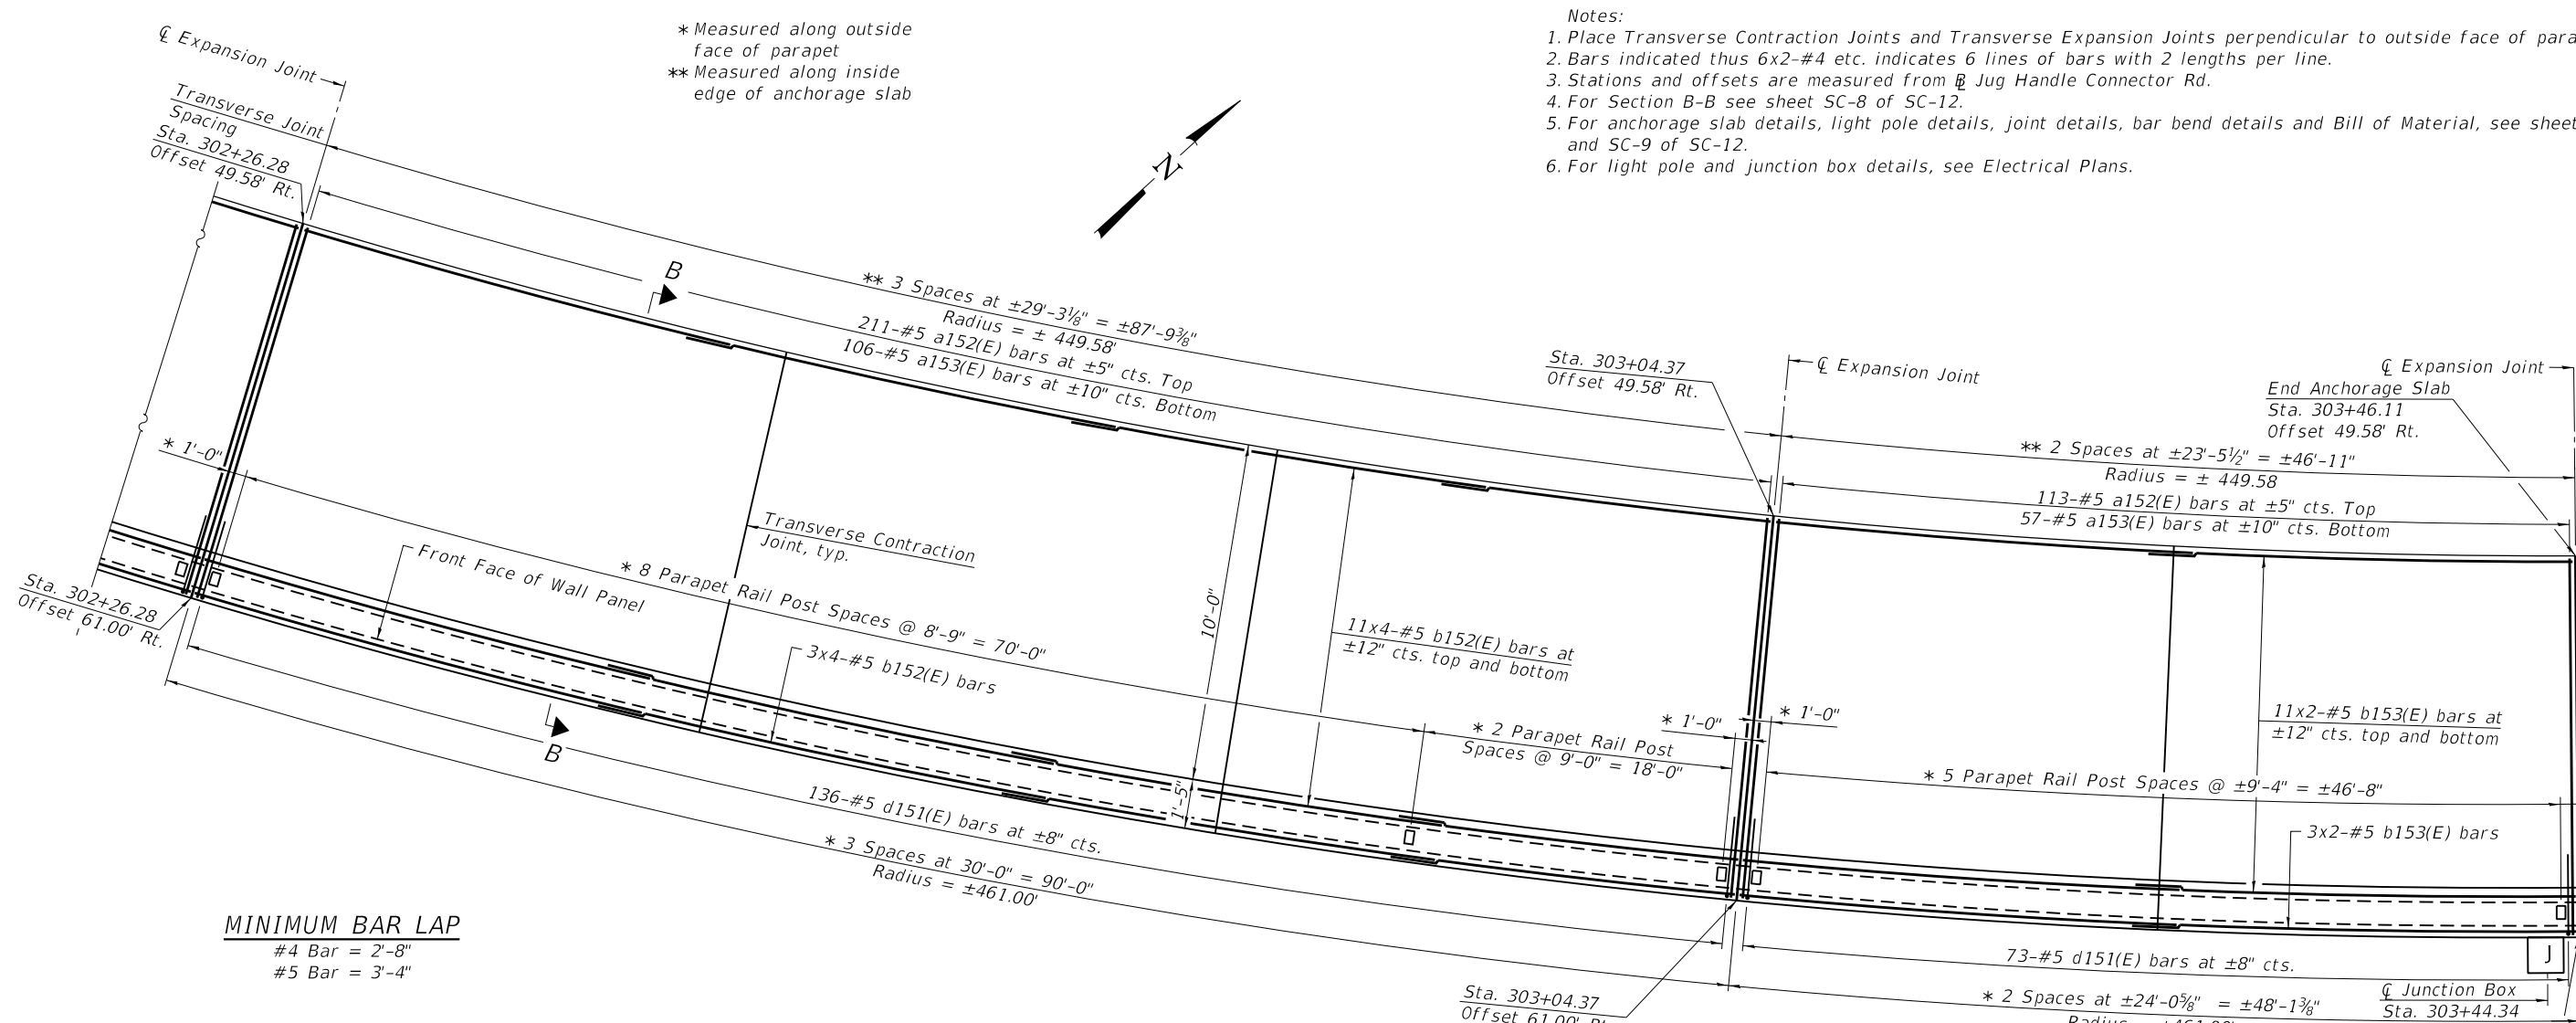 ℄ Expansion Joint
Transverse Joint
Spacing
Sta. 302+26.28
Offset 49.58' Rt.
* Measured along outside
face of parapet
** Measured along inside
edge of anchorage slab
N
Notes:
1. Place Transverse Contraction Joints and Transverse Expansion Joints perpendicular to outside face of para
2. Bars indicated thus 6x2-#4 etc. indicates 6 lines of bars with 2 lengths per line.
3. Stations and offsets are measured from ₿ Jug Handle Connector Rd.
4. For Section B-B see sheet SC-8 of SC-12.
5. For anchorage slab details, light pole details, joint details, bar bend details and Bill of Material, see sheet
and SC-9 of SC-12.
6. For light pole and junction box details, see Electrical Plans.
B
** 3 Spaces at ±29'-3⅛" = ±87'-9⅜"
Radius = ± 449.58'
211-#5 a152(E) bars at ±5" cts. Top
106-#5 a153(E) bars at ±10" cts. Bottom
Sta. 303+04.37
Offset 49.58' Rt.
℄ Expansion Joint
℄ Expansion Joint
End Anchorage Slab
Sta. 303+46.11
Offset 49.58' Rt.
** 2 Spaces at ±23'-5½" = ±46'-11"
Radius = ± 449.58
113-#5 a152(E) bars at ±5" cts. Top
57-#5 a153(E) bars at ±10" cts. Bottom
* 1'-0"
Transverse Contraction
Joint, typ.
Front Face of Wall Panel
* 8 Parapet Rail Post Spaces @ 8'-9" = 70'-0"
3x4-#5 b152(E) bars
10'-0"
11x4-#5 b152(E) bars at
±12" cts. top and bottom
* 1'-0"
* 1'-0"
* 2 Parapet Rail Post
Spaces @ 9'-0" = 18'-0"
11x2-#5 b153(E) bars at
±12" cts. top and bottom
* 5 Parapet Rail Post Spaces @ ±9'-4" = ±46'-8"
3x2-#5 b153(E) bars
Sta. 302+26.28
Offset 61.00' Rt.
B
1'-5"
136-#5 d151(E) bars at ±8" cts.
* 3 Spaces at 30'-0" = 90'-0"
Radius = ±461.00'
MINIMUM BAR LAP
#4 Bar = 2'-8"
#5 Bar = 3'-4"
73-#5 d151(E) bars at ±8" cts.
J
Sta. 303+04.37
Offset 61.00' Rt.
* 2 Spaces at ±24'-0⅝" = ±48'-1⅜"
℄ Junction Box
Sta. 303+44.34